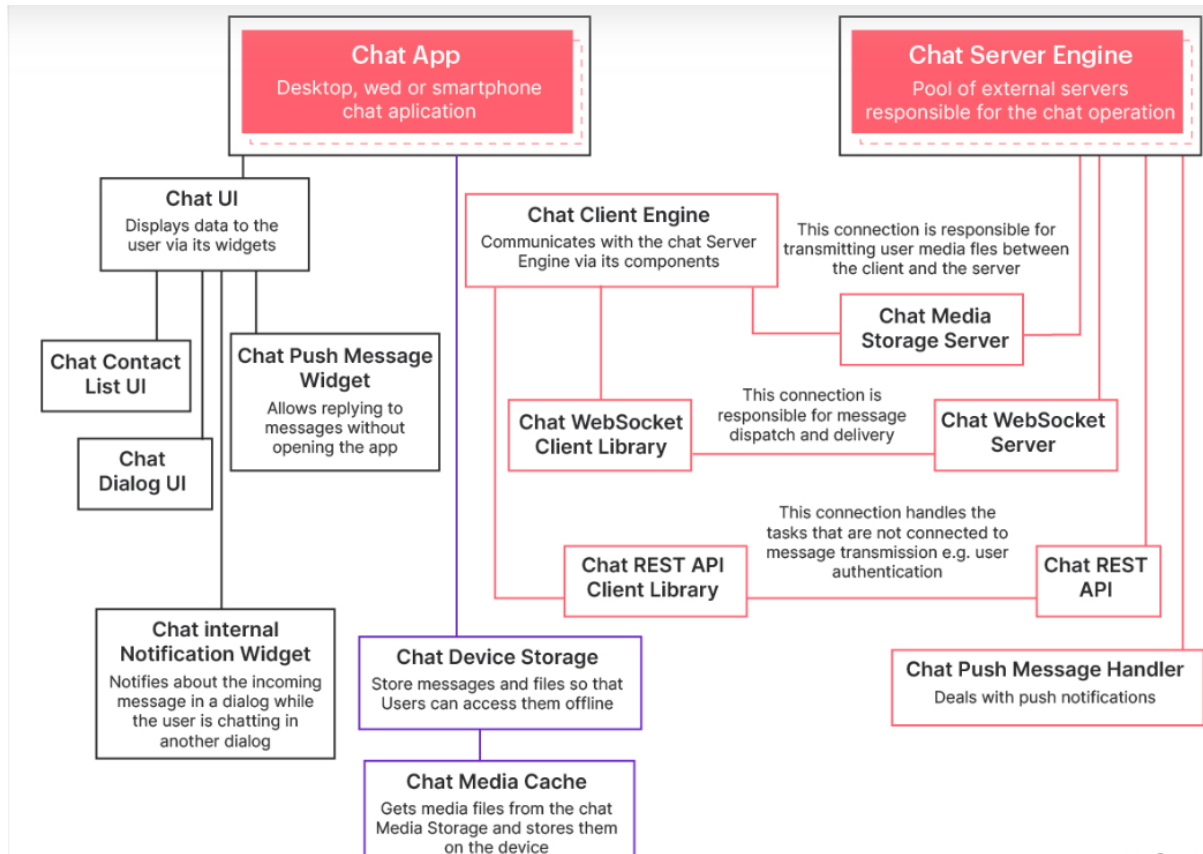 Chat App
Desktop, wed or smartphone
chat aplication
Chat Server Engine
Pool of external servers
responsible for the chat operation
Chat UI
Displays data to the
user via its widgets
Chat Client Engine
Communicates with the chat Server
Engine via its components
This connection is responsible for
transmitting user media fles between
the client and the server
Chat Media
Storage Server
Chat Contact
List UI
Chat Push Message
Widget
Allows replying to
messages without
opening the app
Chat
Dialog UI
Chat WebSocket
Client Library
This connection is
responsible for message
dispatch and delivery
Chat WebSocket
Server
Chat REST API
Client Library
This connection handles the
tasks that are not connected to
message transmission e.g. user
authentication
Chat REST
API
Chat internal
Notification Widget
Notifies about the incoming
message in a dialog while
the user is chatting in
another dialog
Chat Device Storage
Store messages and files so that
Users can access them offline
Chat Push Message Handler
Deals with push notifications
Chat Media Cache
Gets media files from the chat
Media Storage and stores them
on the device